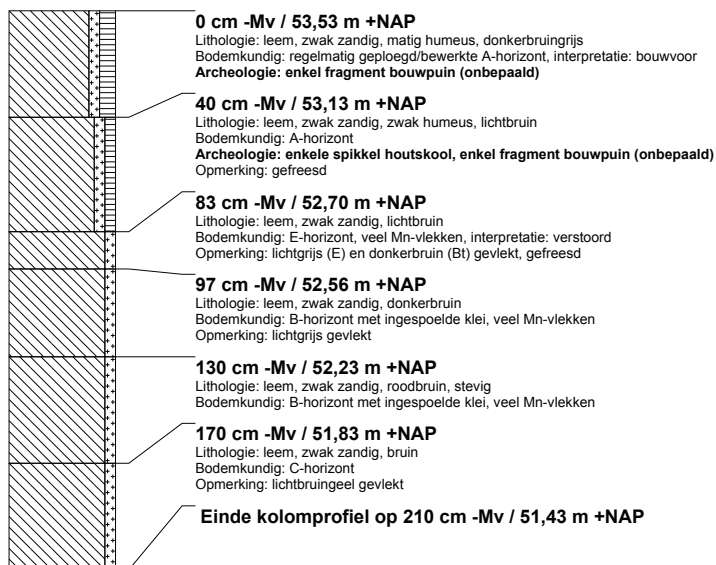 0 cm -Mv / 53,53 m +NAP
Lithologie: leem, zwak zandig, matig humeus, donkerbruingrijs
Bodemkundig: regelmatig geploegd/bewerkte A-horizont, interpretatie: bouwvoor
Archeologie: enkel fragment bouwpuin (onbepaald)
40 cm -Mv / 53,13 m +NAP
Lithologie: leem, zwak zandig, zwak humeus, lichtbruin
Bodemkundig: A-horizont
Archeologie: enkele spikkel houtskool, enkel fragment bouwpuin (onbepaald)
Opmerking: gefreesd
83 cm -Mv / 52,70 m +NAP
Lithologie: leem, zwak zandig, lichtbruin
Bodemkundig: E-horizont, veel Mn-vlekken, interpretatie: verstoord
Opmerking: lichtgrijs (E) en donkerbruin (Bt) gevlekt, gefreesd
97 cm -Mv / 52,56 m +NAP
Lithologie: leem, zwak zandig, donkerbruin
Bodemkundig: B-horizont met ingespoelde klei, veel Mn-vlekken
Opmerking: lichtgrijs gevlekt
130 cm -Mv / 52,23 m +NAP
Lithologie: leem, zwak zandig, roodbruin, stevig
Bodemkundig: B-horizont met ingespoelde klei, veel Mn-vlekken
170 cm -Mv / 51,83 m +NAP
Lithologie: leem, zwak zandig, bruin
Bodemkundig: C-horizont
Opmerking: lichtbruingeel gevlekt
Einde kolomprofiel op 210 cm -Mv / 51,43 m +NAP